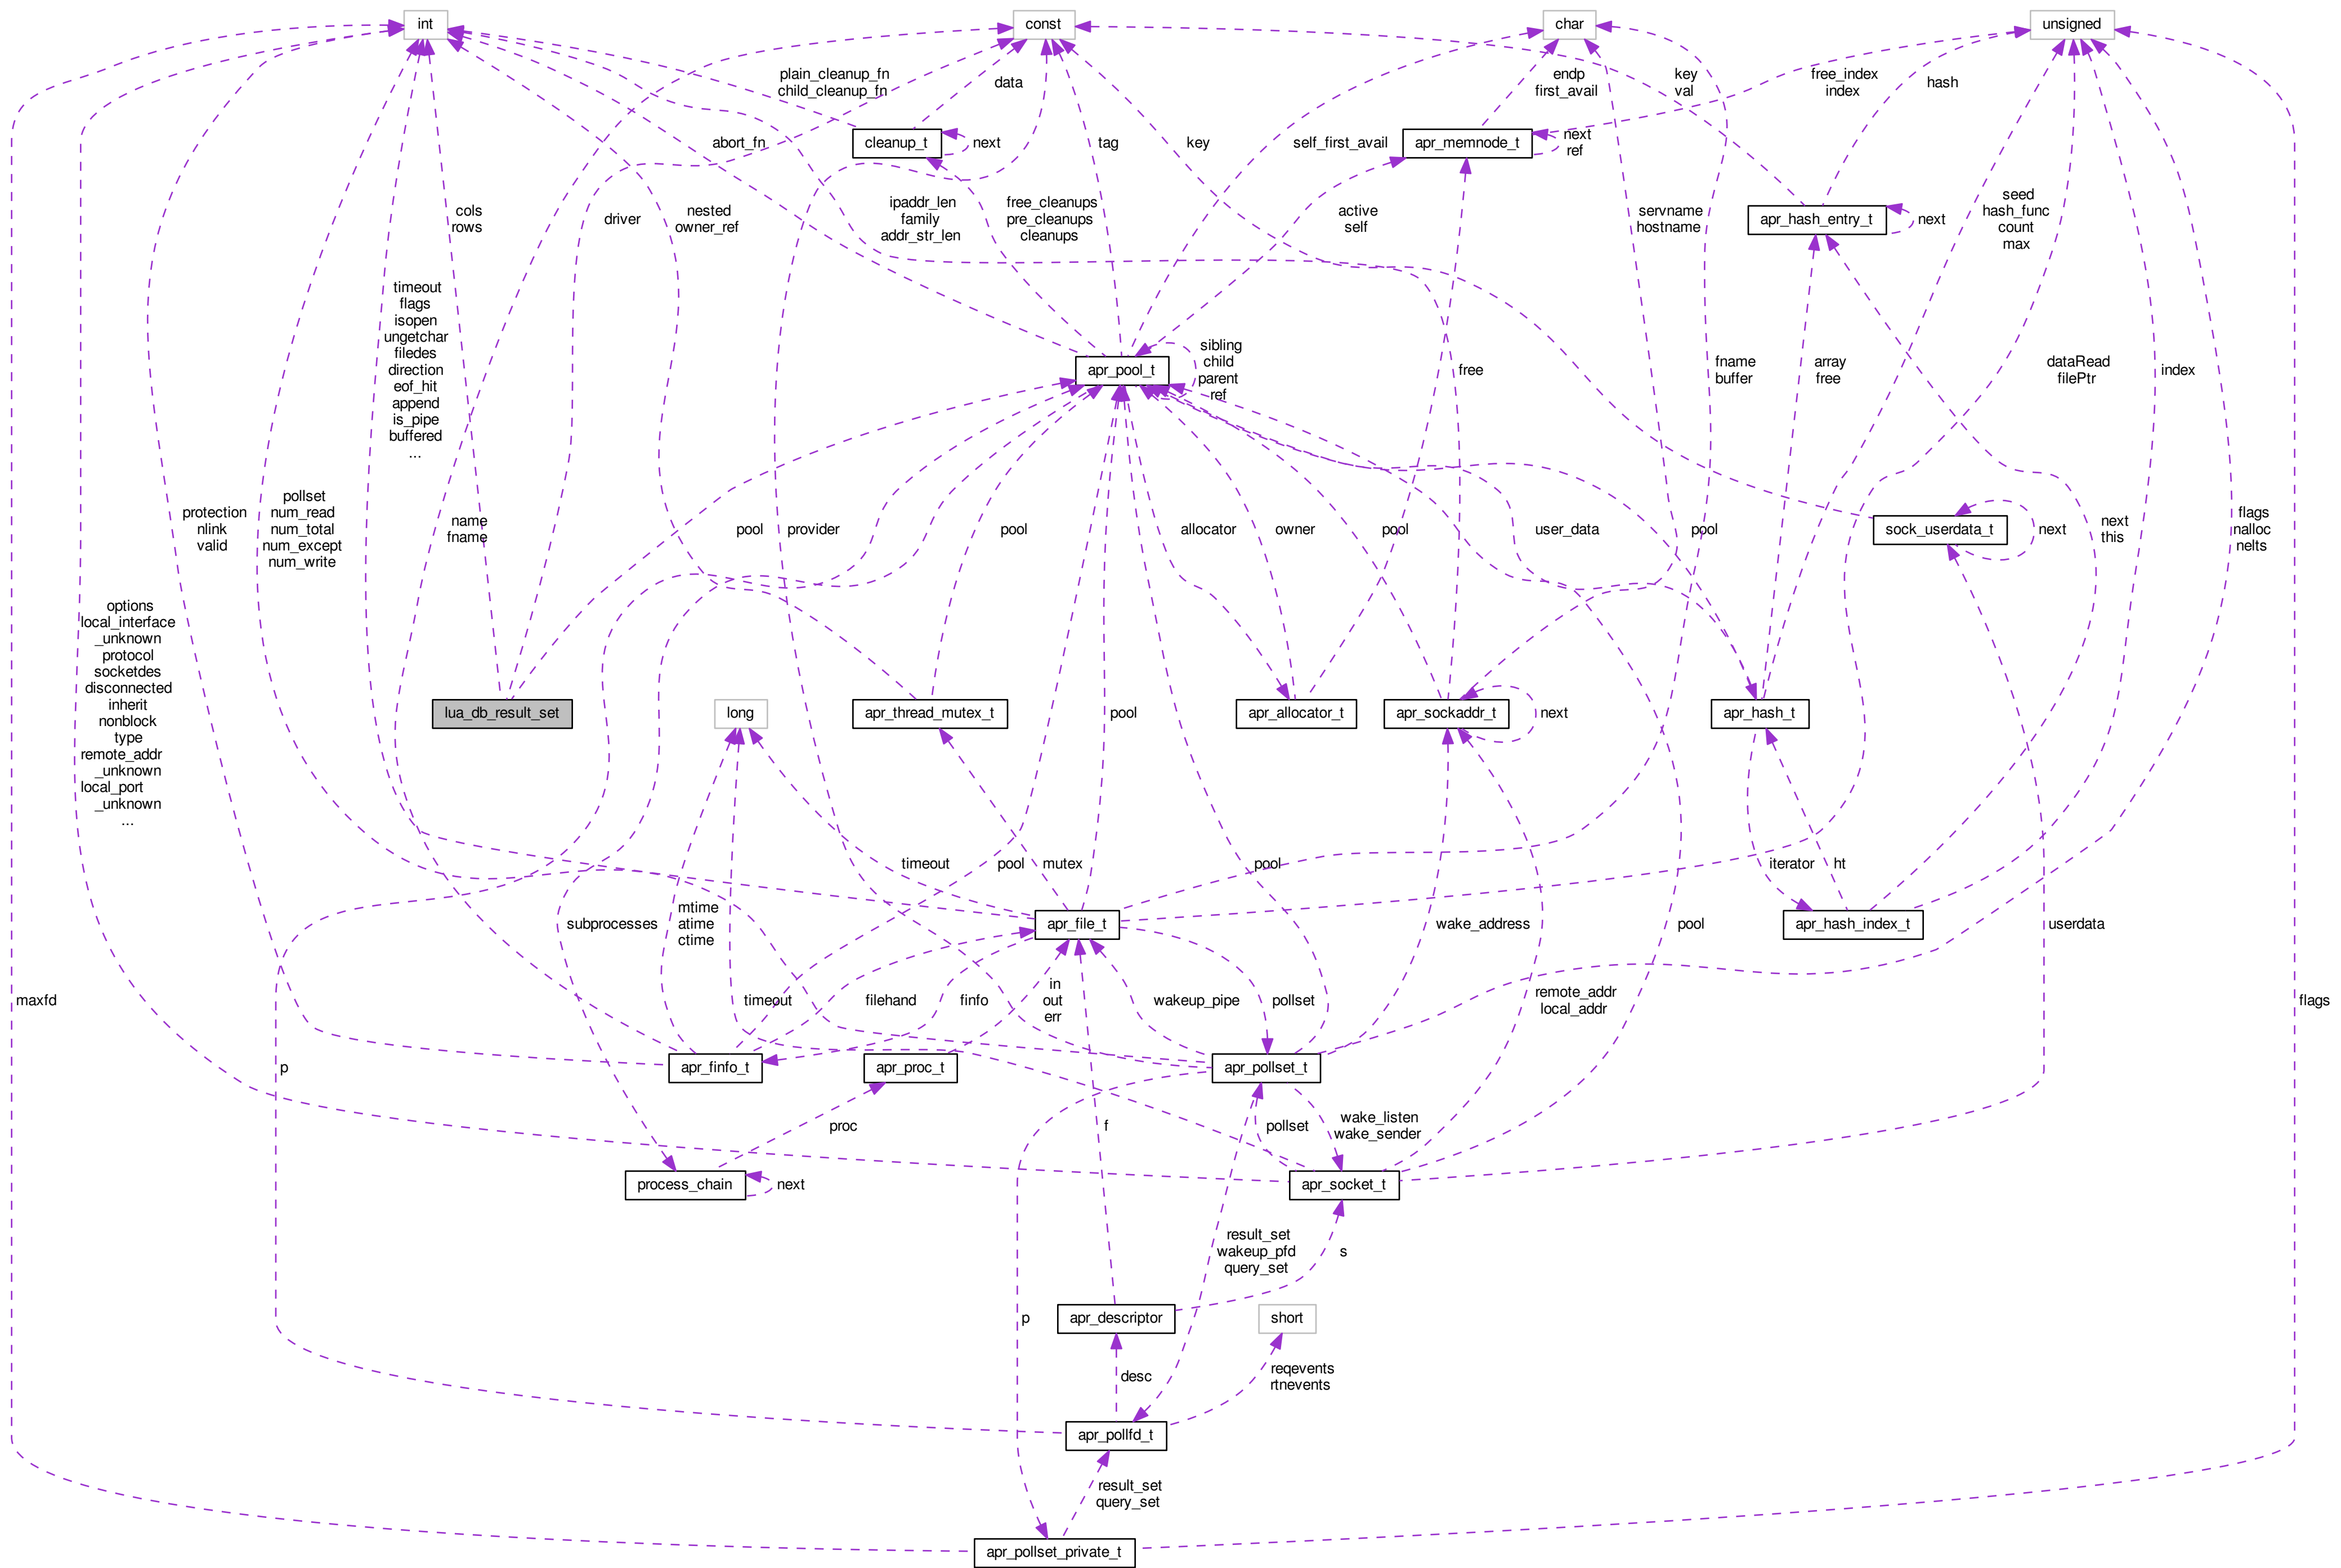 int
const
char
unsigned
plain_cleanup_fn
child_cleanup_fn
data
endp
first_avail
key
val
free_index
index
hash
abort_fn
cleanup_t
next
tag
key
self_first_avail
apr_memnode_t
next
ref
cols
rows
driver
nested
owner_ref
ipaddr_len
family
addr_str_len
free_cleanups
pre_cleanups
cleanups
active
self
servname
hostname
apr_hash_entry_t
next
seed
hash_func
count
max
timeout
flags
isopen
ungetchar
filedes
direction
eof_hit
append
is_pipe
buffered
...
apr_pool_t
sibling
child
parent
ref
free
fname
buffer
array
free
dataRead
filePtr
index
protection
nlink
valid
pollset
num_read
num_total
num_except
num_write
name
fname
pool
provider
pool
allocator
owner
pool
user_data
pool
sock_userdata_t
next
next
this
flags
nalloc
nelts
options
local_interface
_unknown
protocol
socketdes
disconnected
inherit
nonblock
type
remote_addr
_unknown
local_port
_unknown
...
lua_db_result_set
long
apr_thread_mutex_t
pool
apr_allocator_t
apr_sockaddr_t
next
apr_hash_t
timeout
pool
mutex
pool
iterator
ht
subprocesses
mtime
atime
ctime
apr_file_t
wake_address
pool
apr_hash_index_t
userdata
maxfd
timeout
filehand
finfo
in
out
err
wakeup_pipe
pollset
remote_addr
local_addr
flags
p
apr_finfo_t
apr_proc_t
apr_pollset_t
proc
f
pollset
wake_listen
wake_sender
process_chain
next
apr_socket_t
result_set
wakeup_pfd
query_set
s
p
apr_descriptor
short
desc
reqevents
rtnevents
apr_pollfd_t
result_set
query_set
apr_pollset_private_t